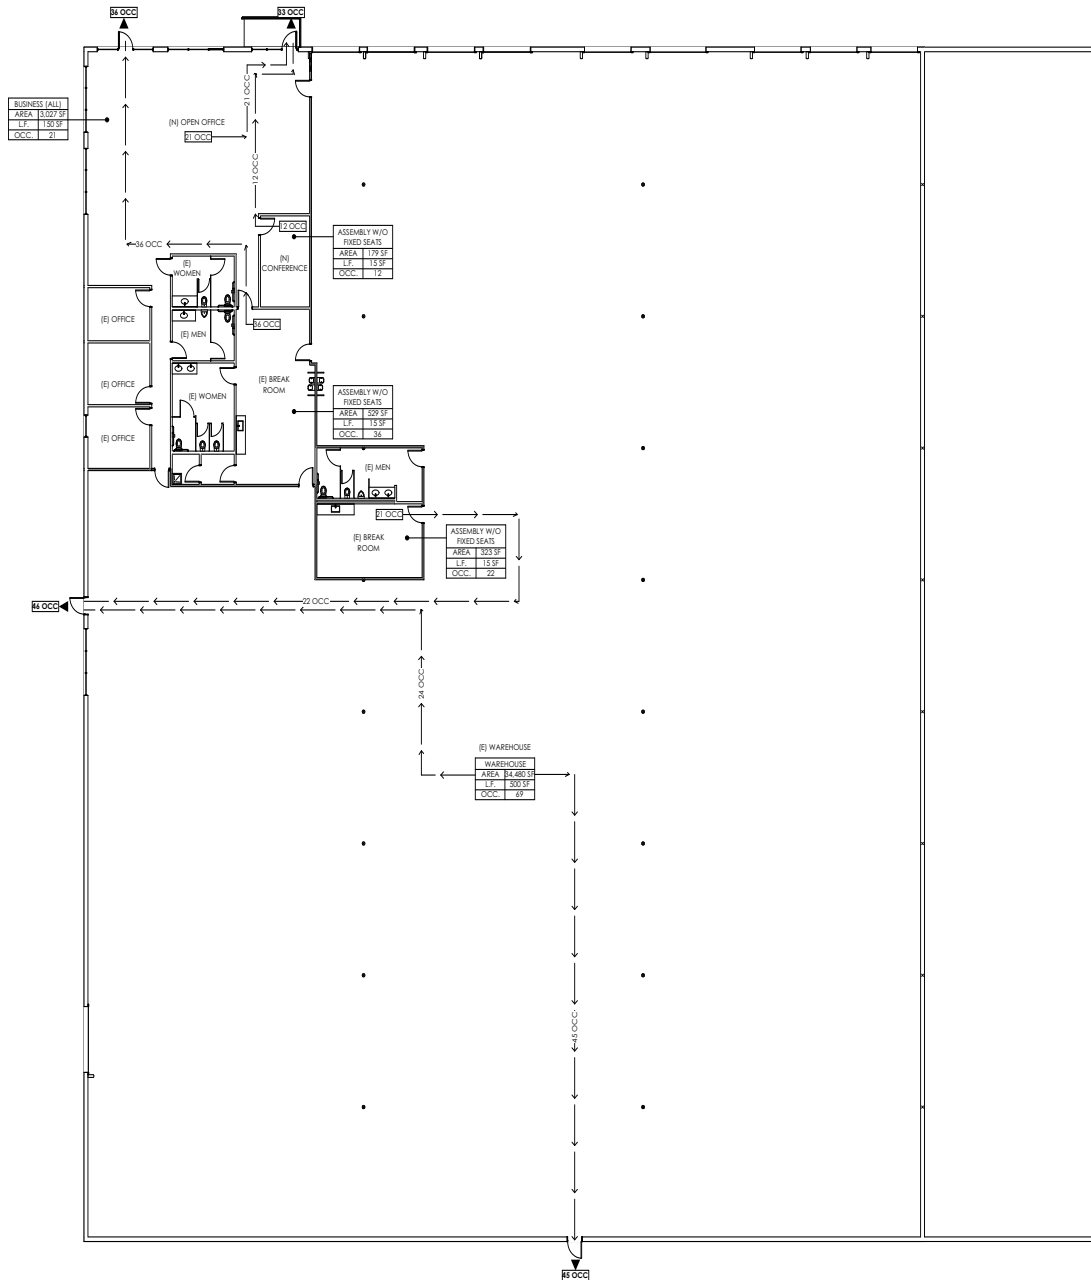 36 OCC
33 OCC
BUSINESS (ALL)
AREA 3,027 SF
L.F. 150 SF
OCC. 21
(N) OPEN OFFICE
21 OCC
21 OCC
12 OCC
12 OCC
36 OCC
ASSEMBLY W/O
FIXED SEATS
AREA 179 SF
L.F. 15 SF
OCC. 12
(N)
CONFERENCE
(E)
WOMEN
36 OCC
(E) OFFICE
(E) MEN
(E) OFFICE
(E) BREAK
ROOM
(E) WOMEN
ASSEMBLY W/O
FIXED SEATS
AREA 529 SF
L.F. 15 SF
OCC. 36
(E) OFFICE
(E) MEN
21 OCC
(E) BREAK
ROOM
ASSEMBLY W/O
FIXED SEATS
AREA 323 SF
L.F. 15 SF
OCC. 22
46 OCC
22 OCC
24 OCC
(E) WAREHOUSE
WAREHOUSE
AREA 34,480 SF
L.F. 500 SF
OCC. 69
45 OCC.
45 OCC